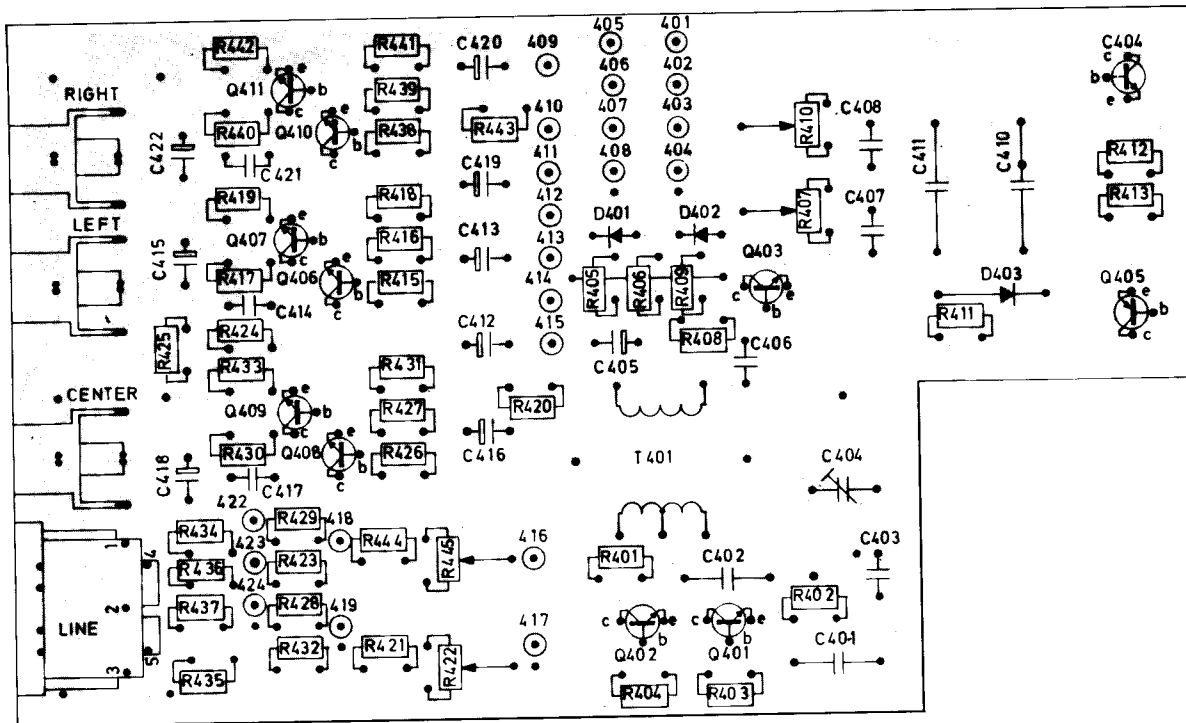 R442 R441 C420 409 405 401 C404
c
e
Q411 b 406 402 b
R439
RIGHT c e 410 407 403 R410 C408 e
C422 R440 Q410 b R438 R443 C411 C410 R412
c 411 408 404
C421 C419
R419 R418 412 R407 C407 R413
LEFT e D401 D402
Q407 b R416 C413 413 Q403
C415 c e D403 Q405
R417 Q406 b R415 414 R405 R406 R409 c e e
C414 c b R411 b
R424 C412 415 R408 c
R425 C405 C406
R433 R431
CENTER e R420
Q409 b R427
c e C416
R430 Q408 b R426 T401 C404
C418 C417 c
422 R429 418
R434 423 R444 R445 416 C403
1 4 R401 C402
R436 424 R423
2 R437 R428 419 R402
LINE c e c e
b b
R432 R421 R422 417 C401
3 5 Q402 Q401
R435 R404 R403